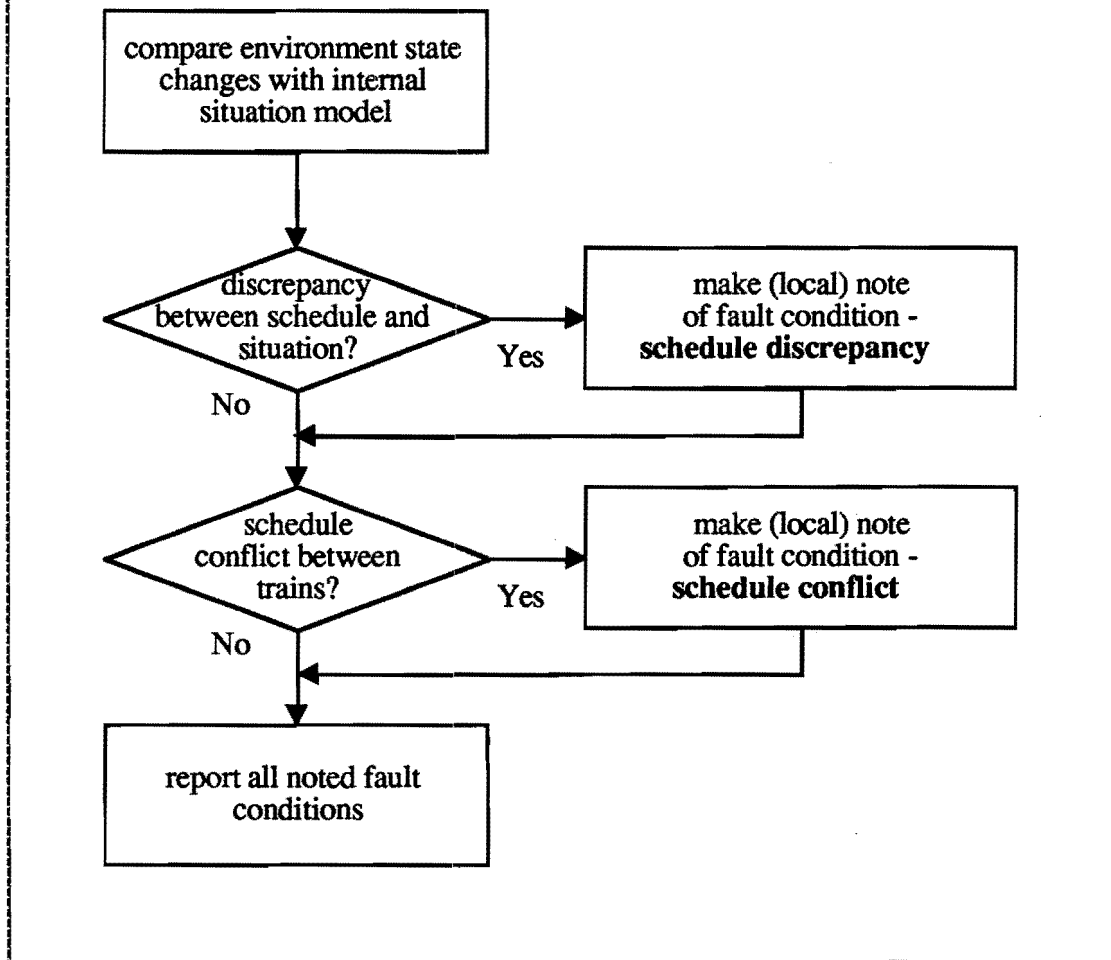 compare environment state
changes with internal
situation model
discrepancy
between schedule and
situation?
Yes
make (local) note
of fault condition -
schedule discrepancy
No
schedule
conflict between
trains?
Yes
make (local) note
of fault condition -
schedule conflict
No
report all noted fault
conditions